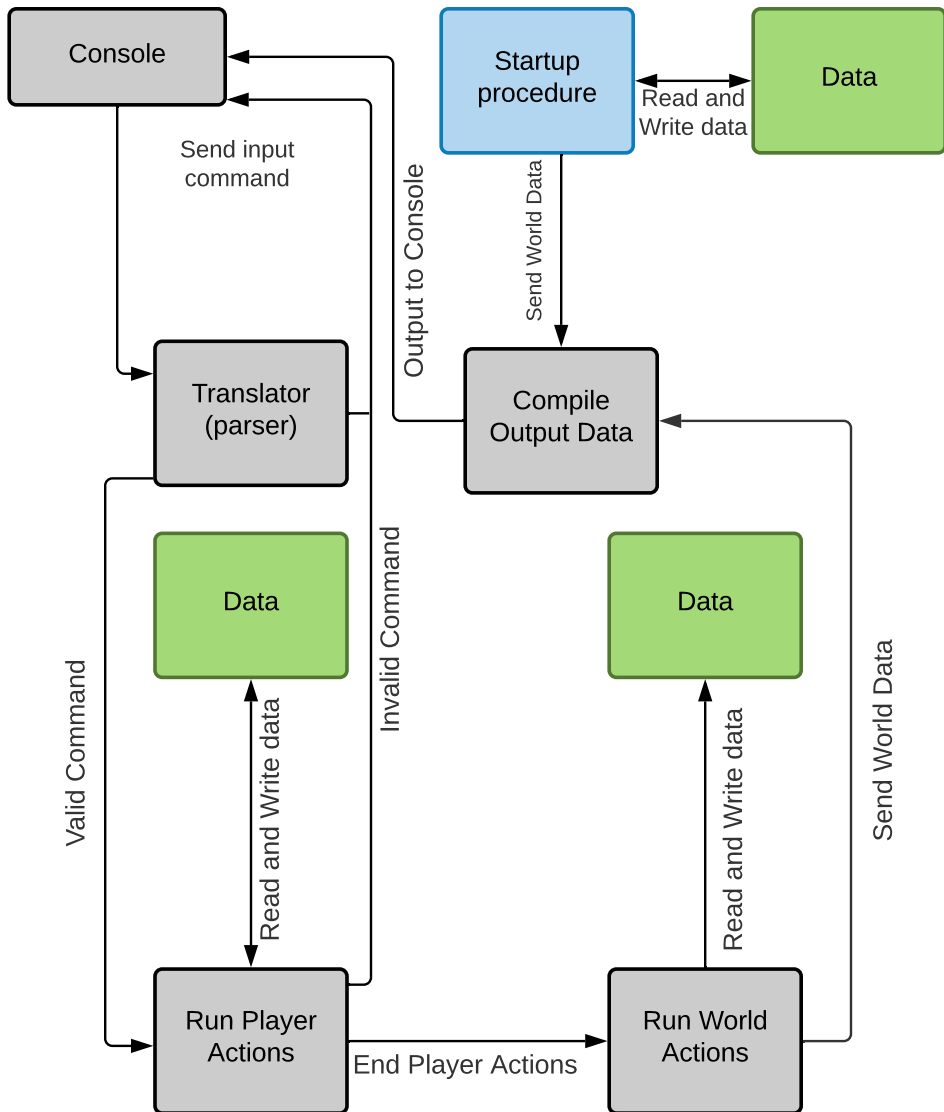 Console
Startup
procedure
Data
Read and
Write data
Send input
command
Output to Console
Send World Data
Translator
(parser)
Compile
Output Data
Data
Data
Invalid Command
Valid Command
Read and Write data
Read and Write data
Send World Data
Run Player
Actions
End Player Actions
Run World
Actions